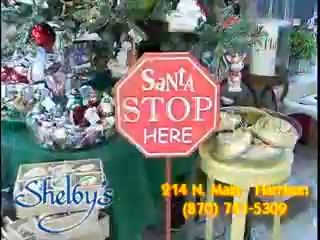 SANTA
STOP
HERE
Shelby's
214 N. Main, Harrison
(870) 741-5309